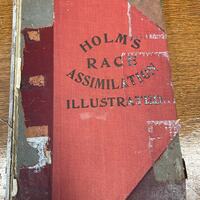 HOLM'S
RACE
ASSIMILATION
ILLUSTRATED